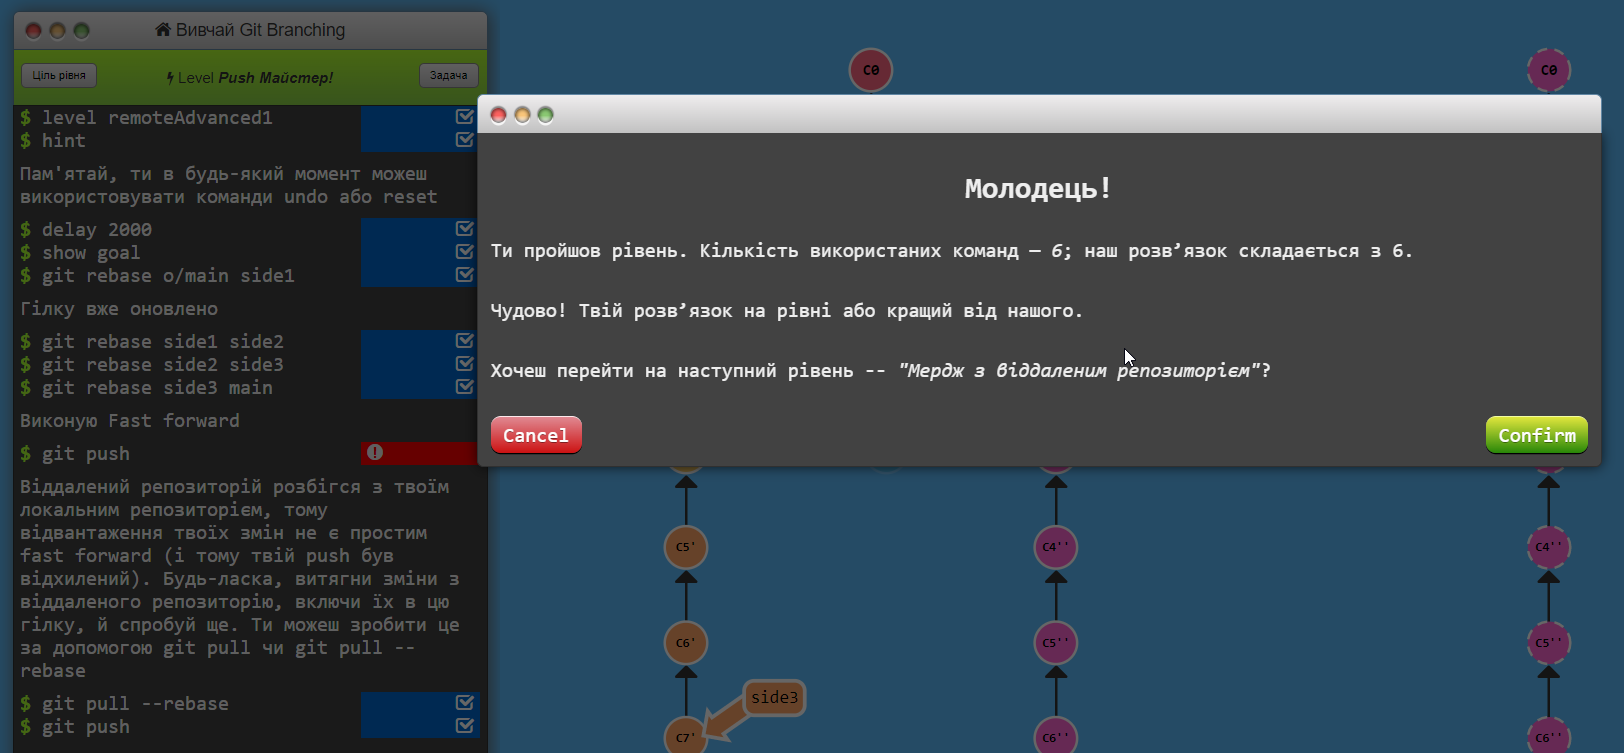 Вивчай Git Branching
Ціль рівня
Level Push Майстер!
Задача
$ level remoteAdvanced1
$ hint
Пам'ятай, ти в будь-який момент можеш
використовувати команди undo або reset
$ delay 2000
$ show goal
$ git rebase o/main side1
Гілку вже оновлено
$ git rebase side1 side2
$ git rebase side2 side3
$ git rebase side3 main
Виконую Fast forward
$ git push
Віддалений репозиторій розбігся з твоїм
локальним репозиторієм, тому
відвантаження твоїх змін не є простим
fast forward (і тому твій push був
відхилений). Будь-ласка, витягни зміни з
віддаленого репозиторію, включи їх в цю
гілку, й спробуй ще. Ти можеш зробити це
за допомогою git pull чи git pull --
rebase
$ git pull --rebase
$ git push
C0
C0
Молодець!
Ти пройшов рівень. Кількість використаних команд – 6; наш розв’язок складається з 6.
Чудово! Твій розв’язок на рівні або кращий від нашого.
Хочеш перейти на наступний рівень -- "Мердж з віддаленим репозиторієм"?
Cancel
Confirm
C5'
C4''
C4''
C6'
C5''
C5''
side3
C7'
C6''
C6''